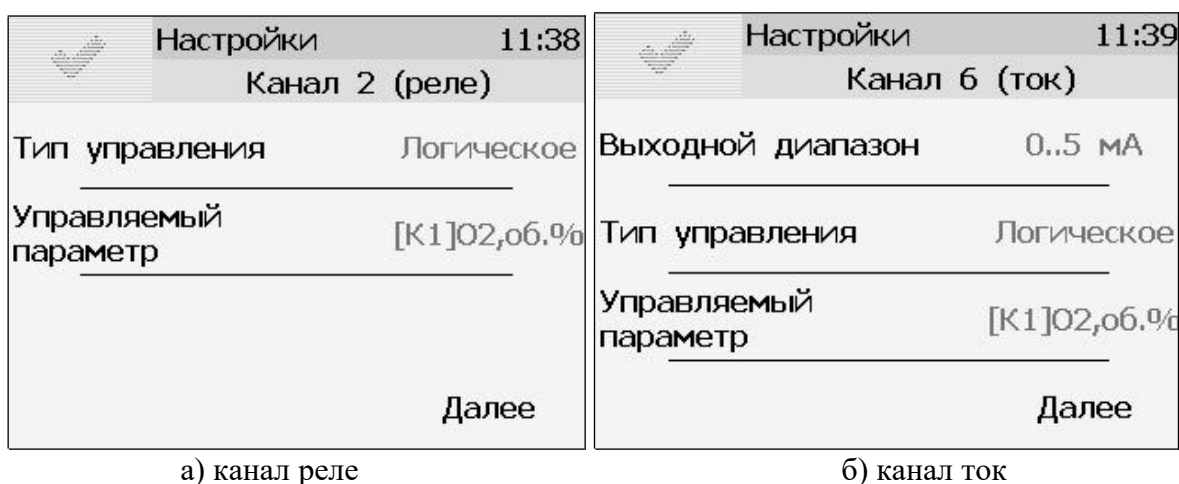 Настройки 11:38
Канал 2 (реле)
Тип управления Логическое
Управляемый
параметр [К1]О2,об.%
Далее
а) канал реле
Настройки 11:39
Канал 6 (ток)
Выходной диапазон 0..5 мА
Тип управления Логическое
Управляемый
параметр [К1]О2,об.%
Далее
б) канал ток